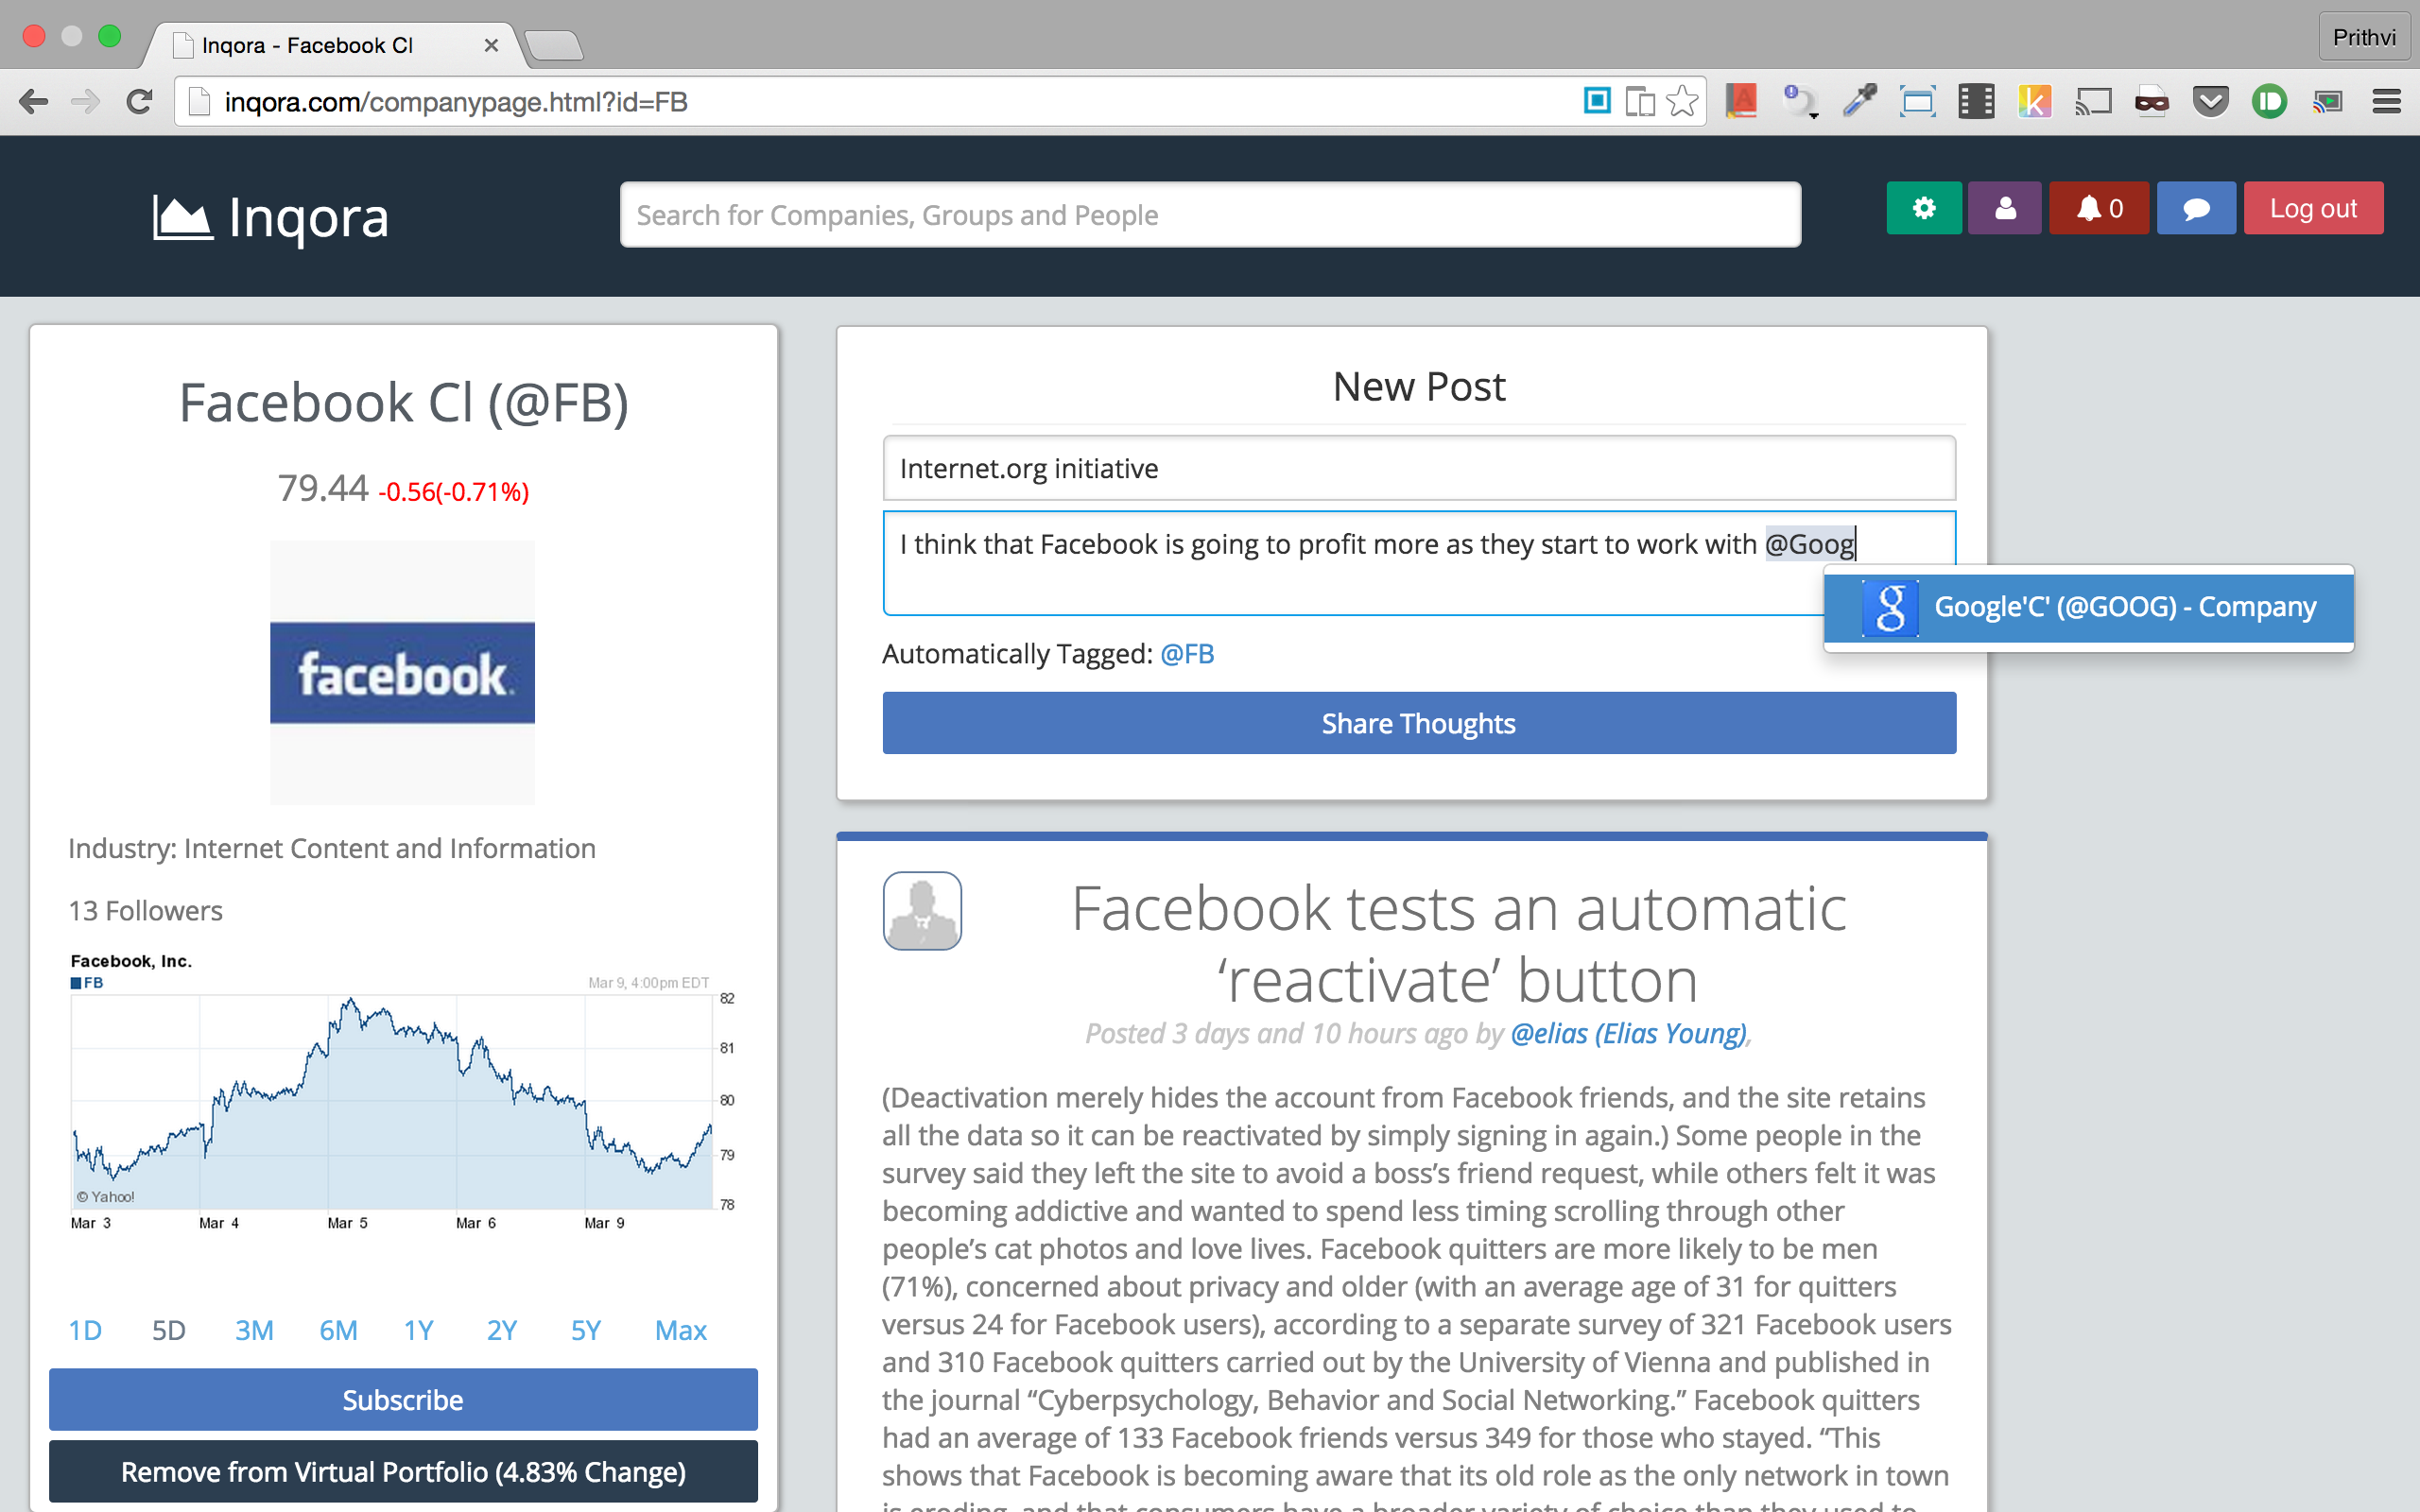 Inqora - Facebook Cl
Prithvi
inqora.com/companypage.html?id=FB
Inqora
Search for Companies, Groups and People
0
Log out
Facebook Cl (@FB)
79.44 -0.56(-0.71%)
facebook.
Industry: Internet Content and Information
13 Followers
Facebook, Inc.
FB
Mar 9, 4:00pm EDT
82
81
80
79
78
© Yahoo!
Mar 3 Mar 4 Mar 5 Mar 6 Mar 9
1D 5D 3M 6M 1Y 2Y 5Y Max
Subscribe
Remove from Virtual Portfolio (4.83% Change)
New Post
Internet.org initiative
I think that Facebook is going to profit more as they start to work with @Goog
g Google'C' (@GOOG) - Company
Automatically Tagged: @FB
Share Thoughts
Facebook tests an automatic
‘reactivate’ button
Posted 3 days and 10 hours ago by @elias (Elias Young),
(Deactivation merely hides the account from Facebook friends, and the site retains
all the data so it can be reactivated by simply signing in again.) Some people in the
survey said they left the site to avoid a boss’s friend request, while others felt it was
becoming addictive and wanted to spend less timing scrolling through other
people’s cat photos and love lives. Facebook quitters are more likely to be men
(71%), concerned about privacy and older (with an average age of 31 for quitters
versus 24 for Facebook users), according to a separate survey of 321 Facebook users
and 310 Facebook quitters carried out by the University of Vienna and published in
the journal “Cyberpsychology, Behavior and Social Networking.” Facebook quitters
had an average of 133 Facebook friends versus 349 for those who stayed. “This
shows that Facebook is becoming aware that its old role as the only network in town
is eroding, and that consumers have a broader variety of choice than they used to